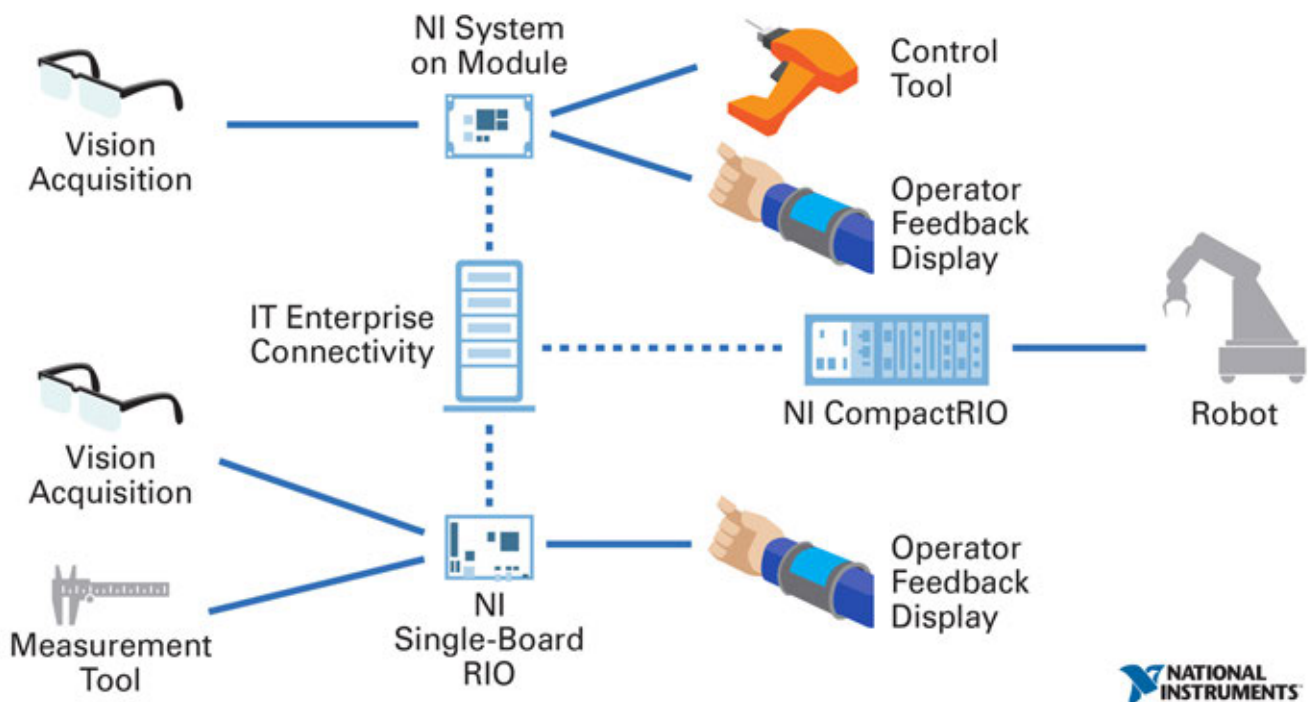 NI System
on Module
Control
Tool
Vision
Acquisition
Operator
Feedback
Display
IT Enterprise
Connectivity
NI CompactRIO
Robot
Vision
Acquisition
Operator
Feedback
Display
NI
Single-Board
RIO
Measurement
Tool
NATIONAL
INSTRUMENTS